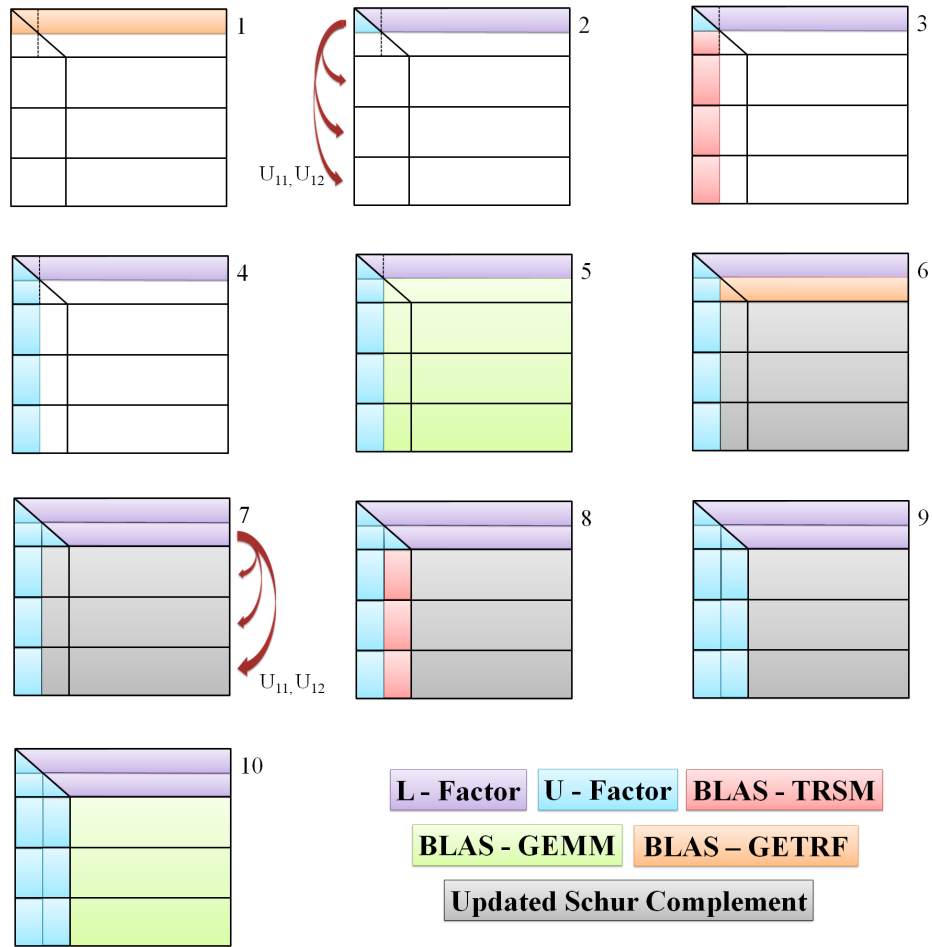 1
2
3
U11, U12
4
5
6
7
8
9
U11, U12
10
L - Factor
U - Factor
BLAS - TRSM
BLAS - GEMM
BLAS – GETRF
Updated Schur Complement